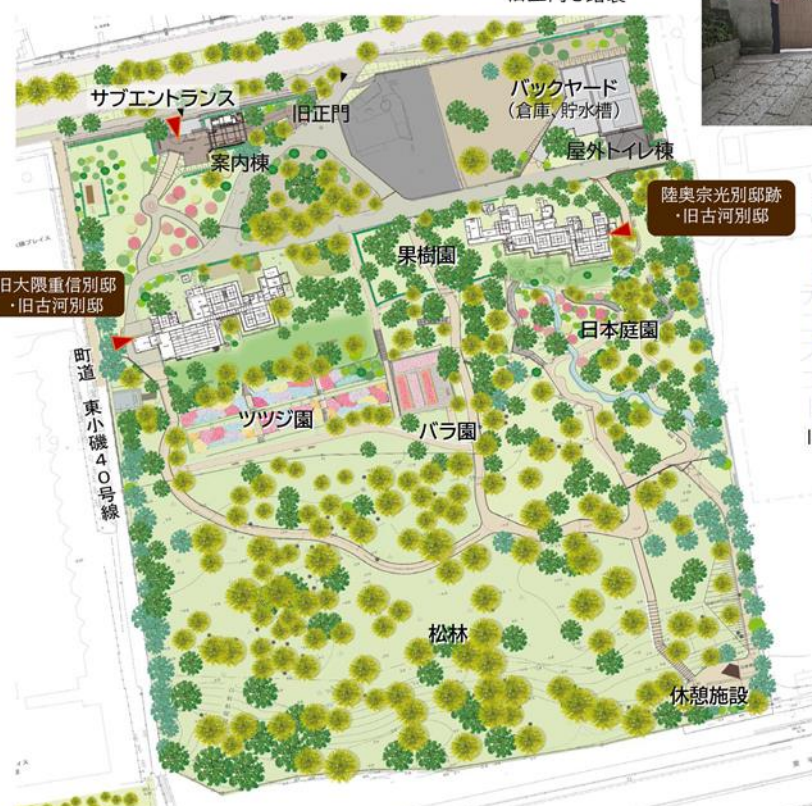 サブエントランス
旧正門
案内棟
バックヤード
(倉庫、貯水槽)
屋外トイレ棟
陸奥宗光別邸跡
・旧古河別邸
果樹園
旧大隈重信別邸
・旧古河別邸
日本庭園
町道 東小磯40号線
ツツジ園
バラ園
松林
休憩施設